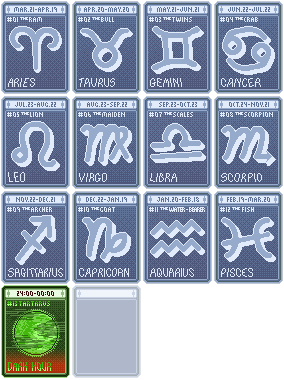 MAR.21-APR.19
#01 THE RAM
ARIES
APR.20-MAY.20
#02 THE BULL
TAURUS
MAY.21-JUN.21
#03 THE TWINS
GEMINI
JUN.22-JUL.22
#04 THE CRAB
CANCER
JUL.23-AUG.22
#05 THE LION
LEO
AUG.23-SEP.22
#06 THE MAIDEN
VIRGO
SEP.23-OCT.23
#07 THE SCALES
LIBRA
OCT.24-NOV.21
#08 THE SCORPION
SCORPIO
NOV.22-DEC.21
#09 THE ARCHER
SAGITTARIUS
DEC.22-JAN.19
#10 THE GOAT
CAPRICORN
JAN.20-FEB.18
#11 THE WATER-BEARER
AQUARIUS
FEB.19-MAR.20
#12 THE FISH
PISCES
24:00-00:00
#13 TARTARUS
DARK HOUR